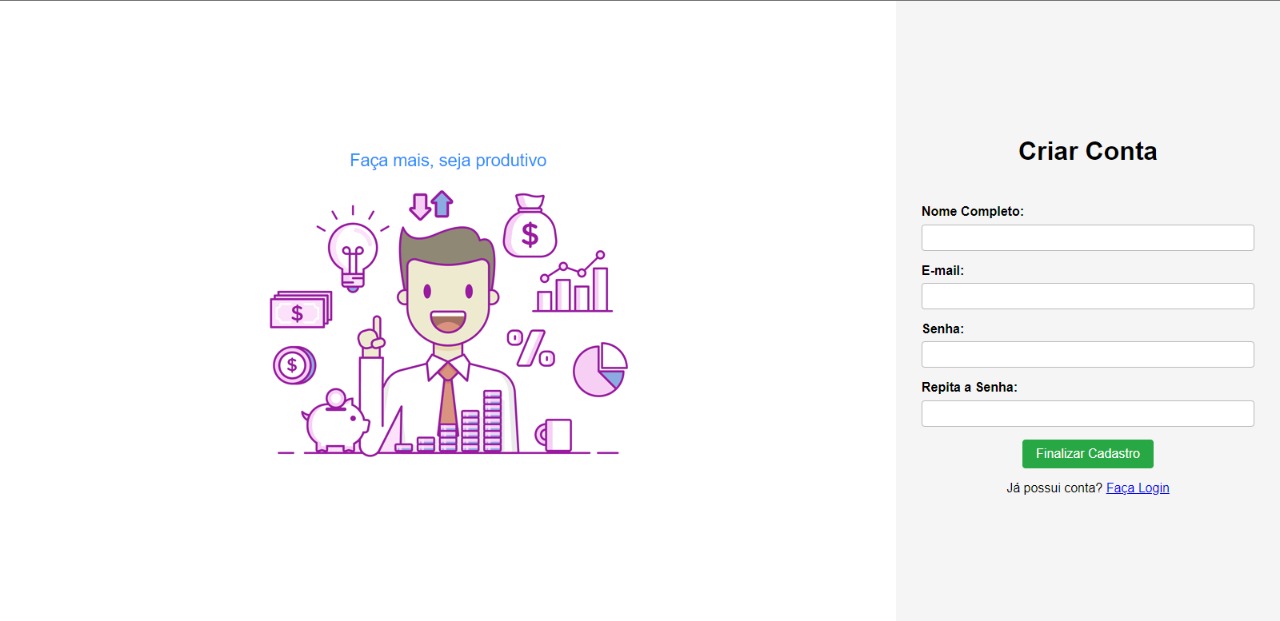 Faça mais, seja produtivo
$
$
$
%
Criar Conta
Nome Completo:
E-mail:
Senha:
Repita a Senha:
Finalizar Cadastro
Já possui conta? Faça Login